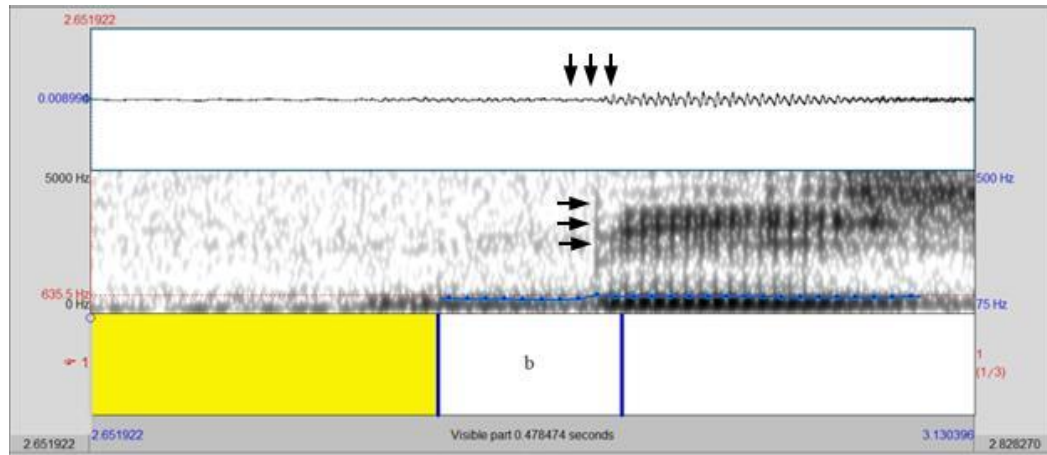 2.651922
0.008996
5000 Hz
500 Hz
635.5 Hz
0 Hz
75 Hz
b
☞ 1
1
(1/3)
2.651922
Visible part 0.478474 seconds
3.130396
2.651922
2.828270